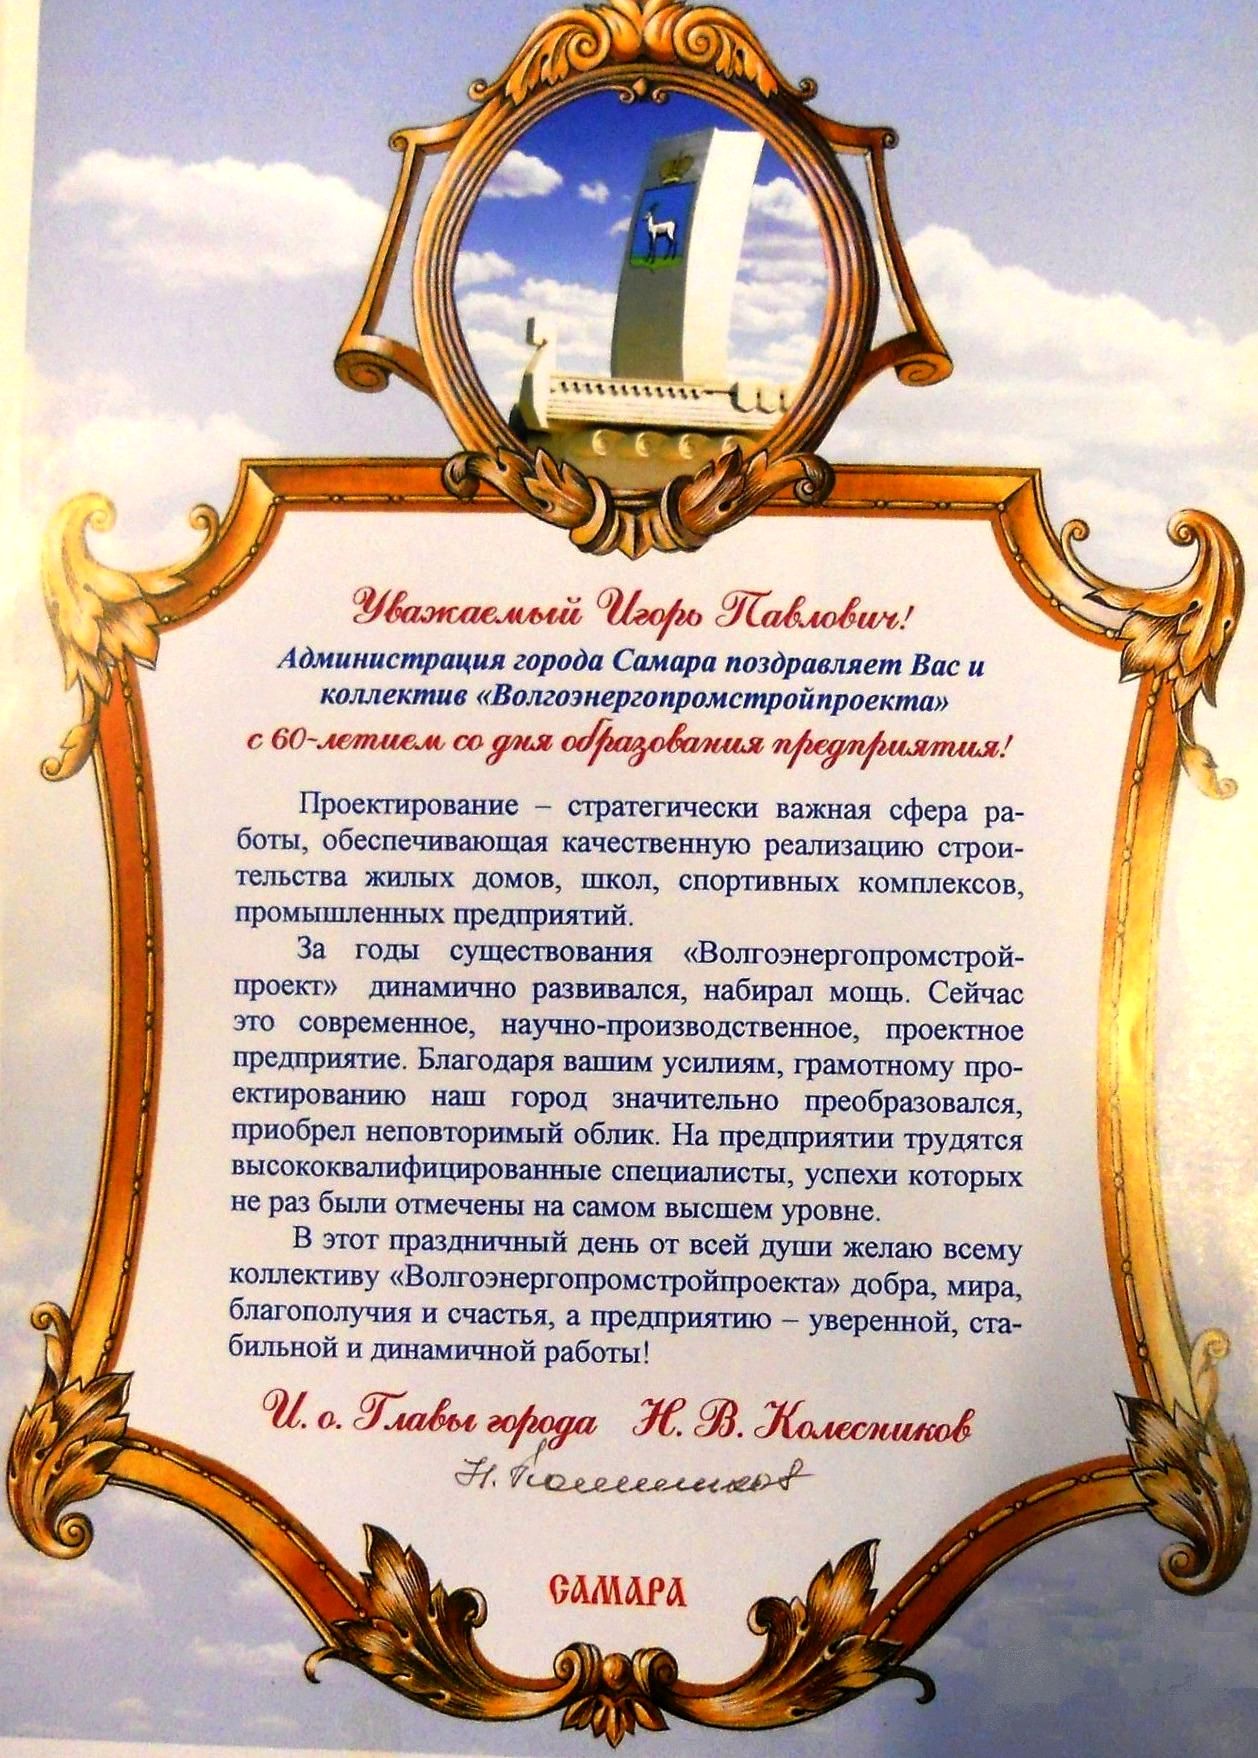 Уважаемый Игорь Павлович!
Администрация города Самара поздравляет Вас и
коллектив «Волгоэнергопромстройпроекта»
с 60-летием со дня образования предприятия!
Проектирование – стратегически важная сфера ра-
боты, обеспечивающая качественную реализацию строи-
тельства жилых домов, школ, спортивных комплексов,
промышленных предприятий.
За годы существования «Волгоэнергопромстрой-
проект» динамично развивался, набирал мощь. Сейчас
это современное, научно-производственное, проектное
предприятие. Благодаря вашим усилиям, грамотному про-
ектированию наш город значительно преобразовался,
приобрел неповторимый облик. На предприятии трудятся
высококвалифицированные специалисты, успехи которых
не раз были отмечены на самом высшем уровне.
В этот праздничный день от всей души желаю всему
коллективу «Волгоэнергопромстройпроекта» добра, мира,
благополучия и счастья, а предприятию – уверенной, ста-
бильной и динамичной работы!
И. о. Главы города Н. В. Колесников
Н. Колесников
САМАРА